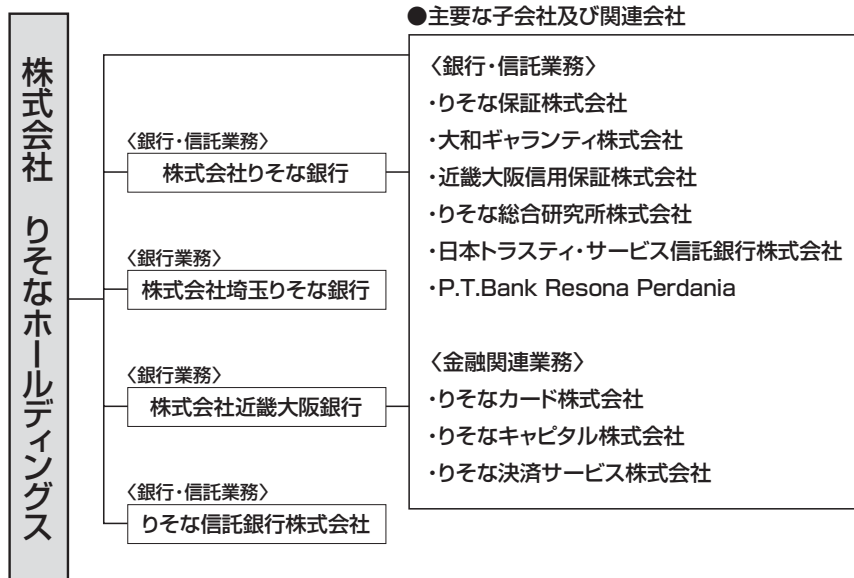 株式会社 りそなホールディングス
〈銀行・信託業務〉
株式会社りそな銀行
〈銀行業務〉
株式会社埼玉りそな銀行
〈銀行業務〉
株式会社近畿大阪銀行
〈銀行・信託業務〉
りそな信託銀行株式会社
●主要な子会社及び関連会社
〈銀行・信託業務〉
・りそな保証株式会社
・大和ギャランティ株式会社
・近畿大阪信用保証株式会社
・りそな総合研究所株式会社
・日本トラスティ・サービス信託銀行株式会社
・P.T.Bank Resona Perdania
〈金融関連業務〉
・りそなカード株式会社
・りそなキャピタル株式会社
・りそな決済サービス株式会社